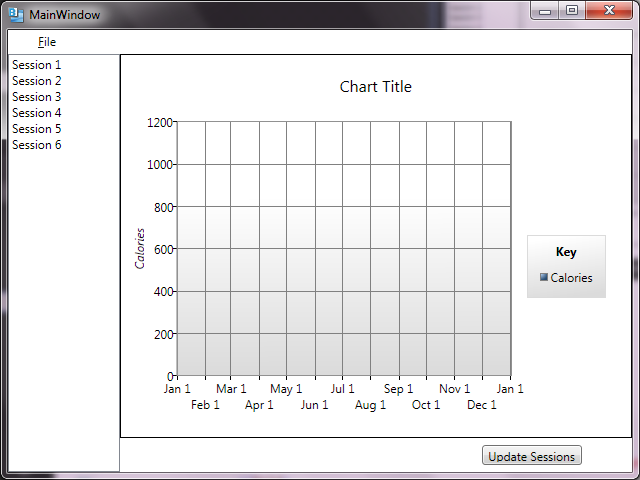 MainWindow
File
Session 1
Session 2
Session 3
Session 4
Session 5
Session 6
Chart Title
1200
1000
800
600
400
200
0
Calories
Jan 1 Mar 1 May 1 Jul 1 Sep 1 Nov 1 Jan 1
Feb 1 Apr 1 Jun 1 Aug 1 Oct 1 Dec 1
Key
Calories
Update Sessions